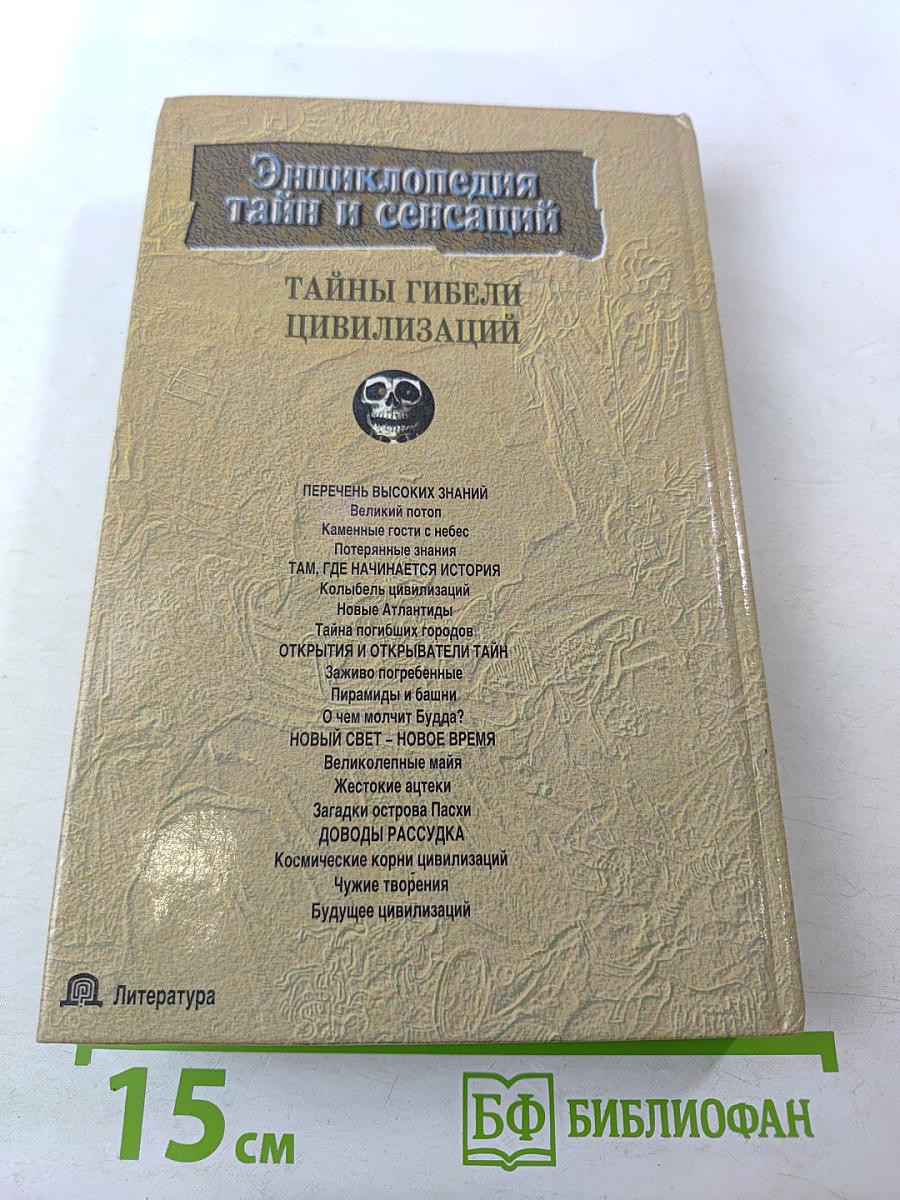 Энциклопедия
тайн и сенсаций
ТАЙНЫ ГИБЕЛИ
ЦИВИЛИЗАЦИЙ
ПЕРЕЧЕНЬ ВЫСОКИХ ЗНАНИЙ
Великий потоп
Каменные гости с небес
Потерянные знания
ТАМ, ГДЕ НАЧИНАЕТСЯ ИСТОРИЯ
Колыбель цивилизаций
Новые Атлантиды
Тайна погибших городов
ОТКРЫТИЯ И ОТКРЫВАТЕЛИ ТАЙН
Заживо погребенные
Пирамиды и башни
О чем молчит Будда?
НОВЫЙ СВЕТ – НОВОЕ ВРЕМЯ
Великолепные майя
Жестокие ацтеки
Загадки острова Пасхи
ДОВОДЫ РАССУДКА
Космические корни цивилизаций
Чужие творения
Будущее цивилизаций
Литература
15 см
БФ БИБЛИОФАН